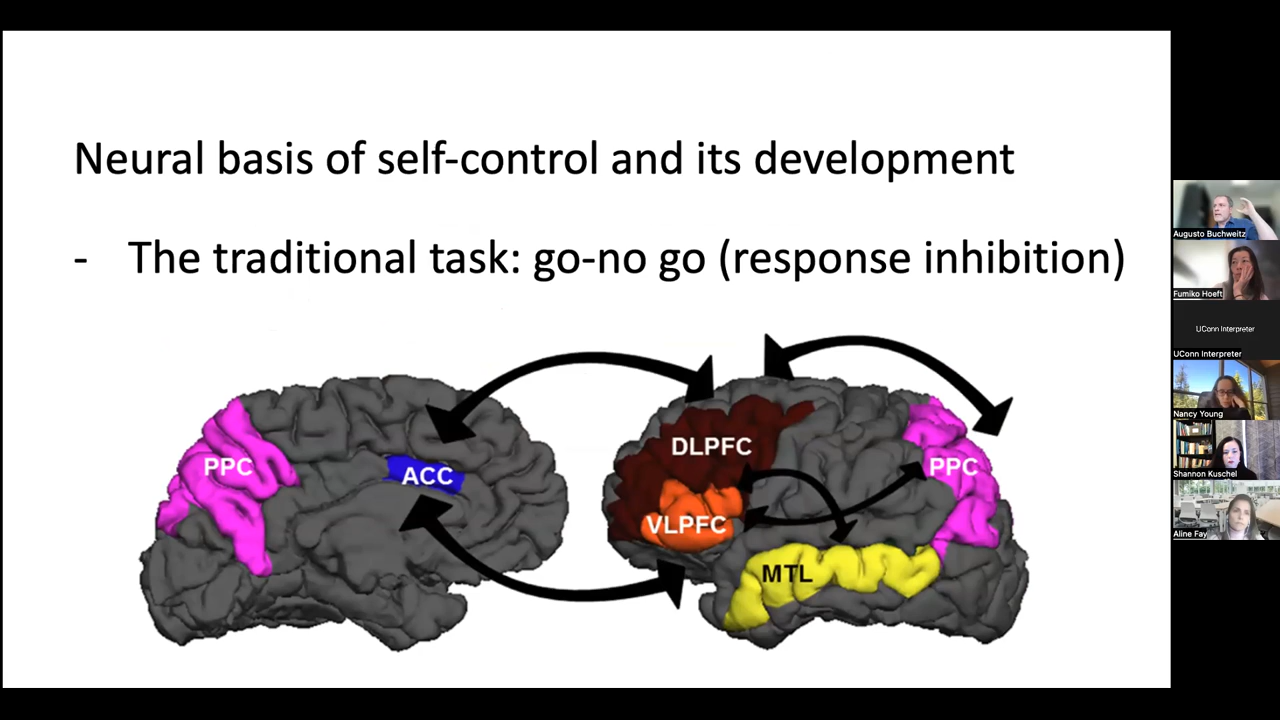 Neural basis of self-control and its development
- The traditional task: go-no go (response inhibition)
PPC
ACC
DLPFC
VLPFC
MTL
PPC
Augusto Buchweitz
Fumiko Hoeft
UConn Interpreter
UConn Interpreter
Nancy Young
Shannon Kuschel
Aline Fay